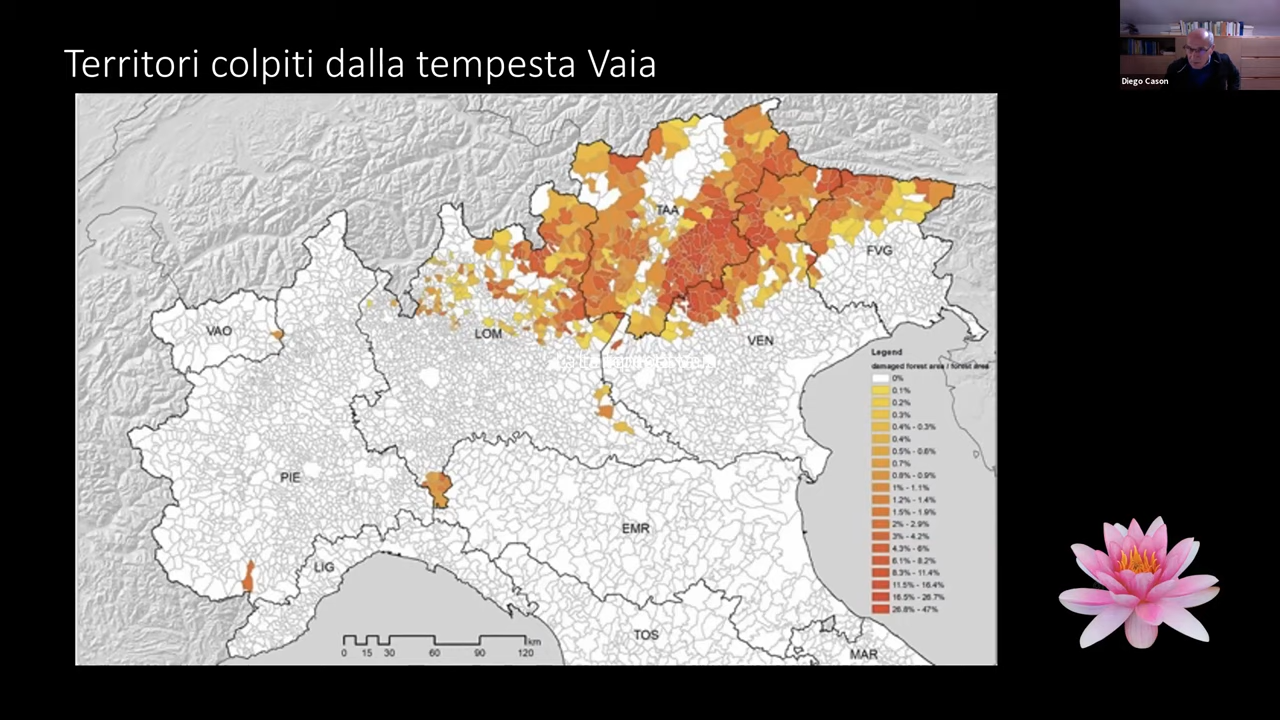 Territori colpiti dalla tempesta Vaia
Diego Cason
TAA
FVG
VAO
LOM
VEN
PIE
EMR
LIG
TOS
MAR
Legend
damaged forest area / forest area
0%
0.1%
0.2%
0.3%
0.4% - 0.3%
0.4%
0.5% - 0.6%
0.7%
0.8% - 0.9%
1% - 1.1%
1.2% - 1.4%
1.5% - 1.9%
2% - 2.9%
3% - 4.2%
4.3% - 6%
6.1% - 8.2%
8.3% - 11.4%
11.5% - 16.4%
16.5% - 26.7%
26.8% - 47%
km
0 15 30 60 90 120